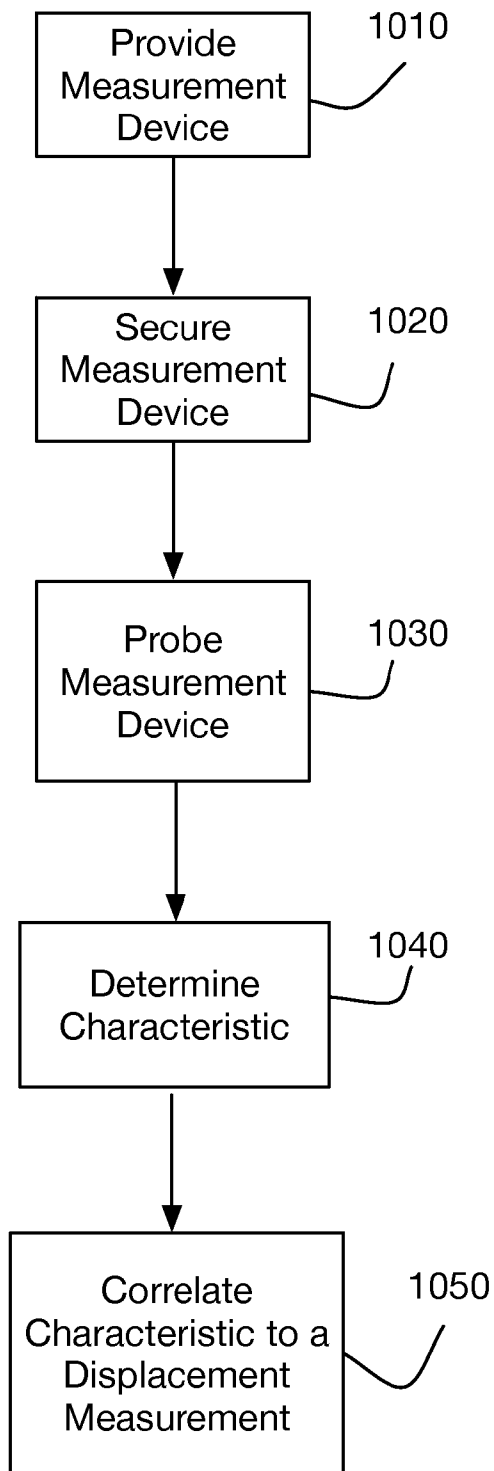 1010
Provide
Measurement
Device
1020
Secure
Measurement
Device
1030
Probe
Measurement
Device
1040
Determine
Characteristic
1050
Correlate
Characteristic to a
Displacement
Measurement